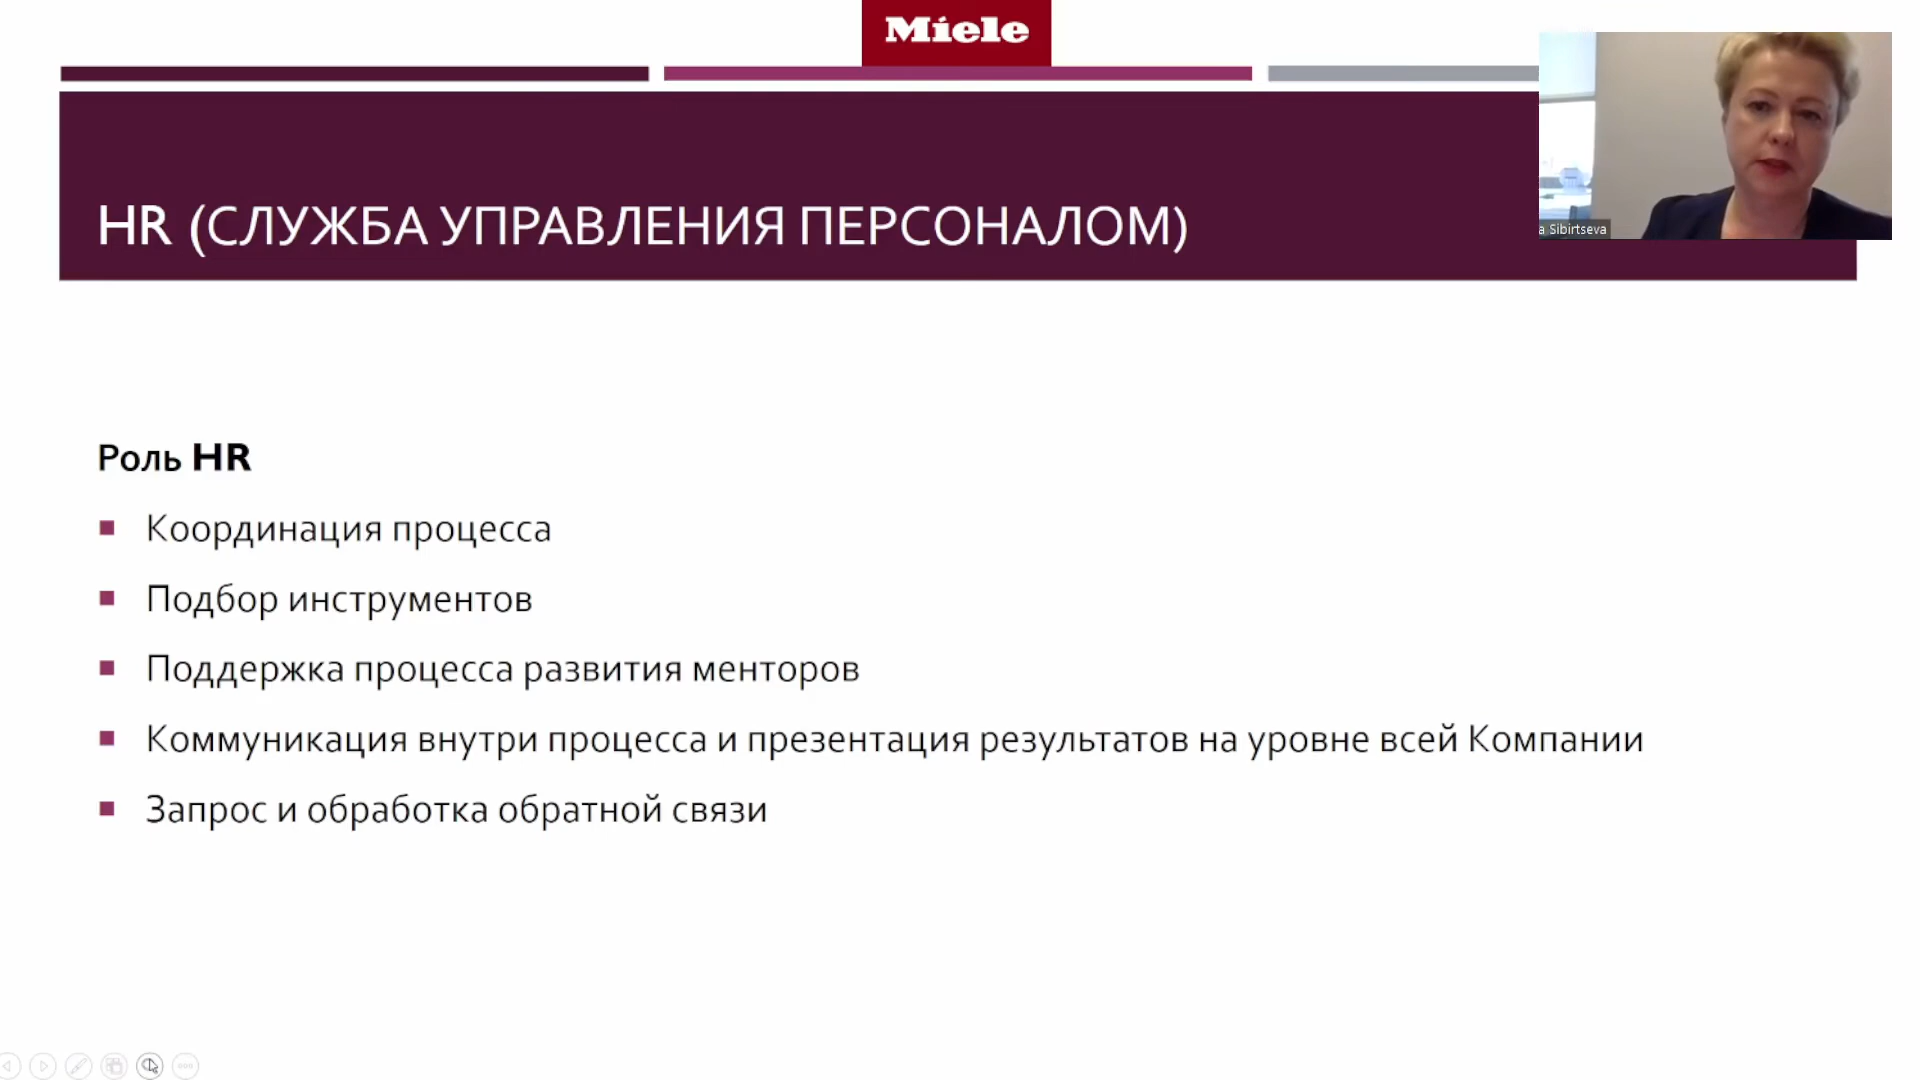 Miele
a Sibirtseva
HR (СЛУЖБА УПРАВЛЕНИЯ ПЕРСОНАЛОМ)
Роль HR
Координация процесса
Подбор инструментов
Поддержка процесса развития менторов
Коммуникация внутри процесса и презентация результатов на уровне всей Компании
Запрос и обработка обратной связи